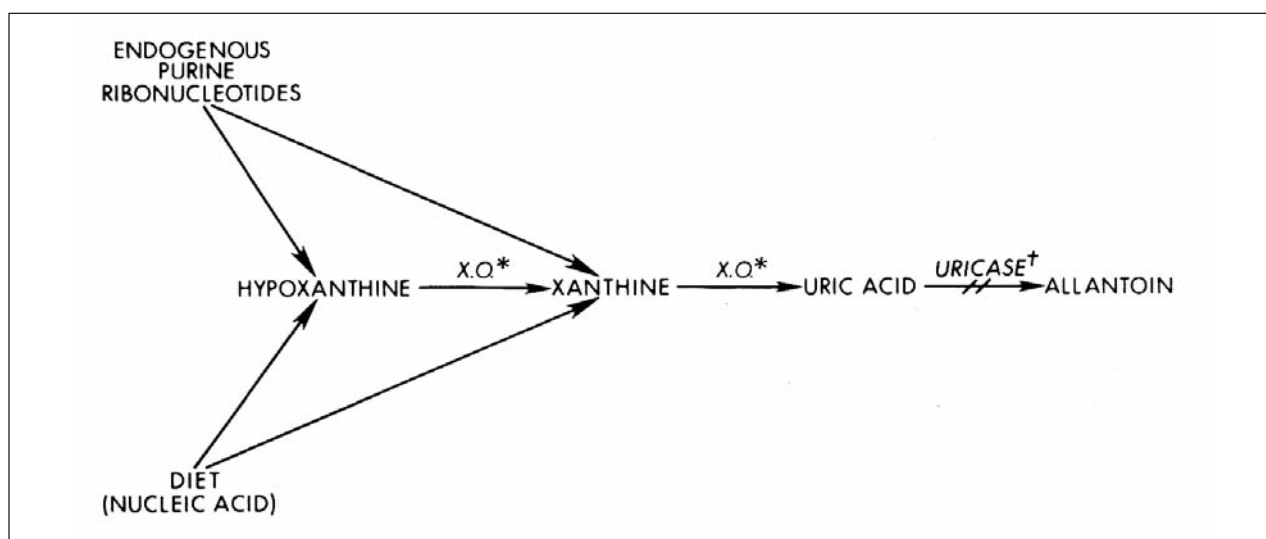 ENDOGENOUS
PURINE
RIBONUCLEOTIDES
HYPOXANTHINE
X.O.*
XANTHINE
X.O.*
URIC ACID
URICASE†
ALLANTOIN
DIET
(NUCLEIC ACID)